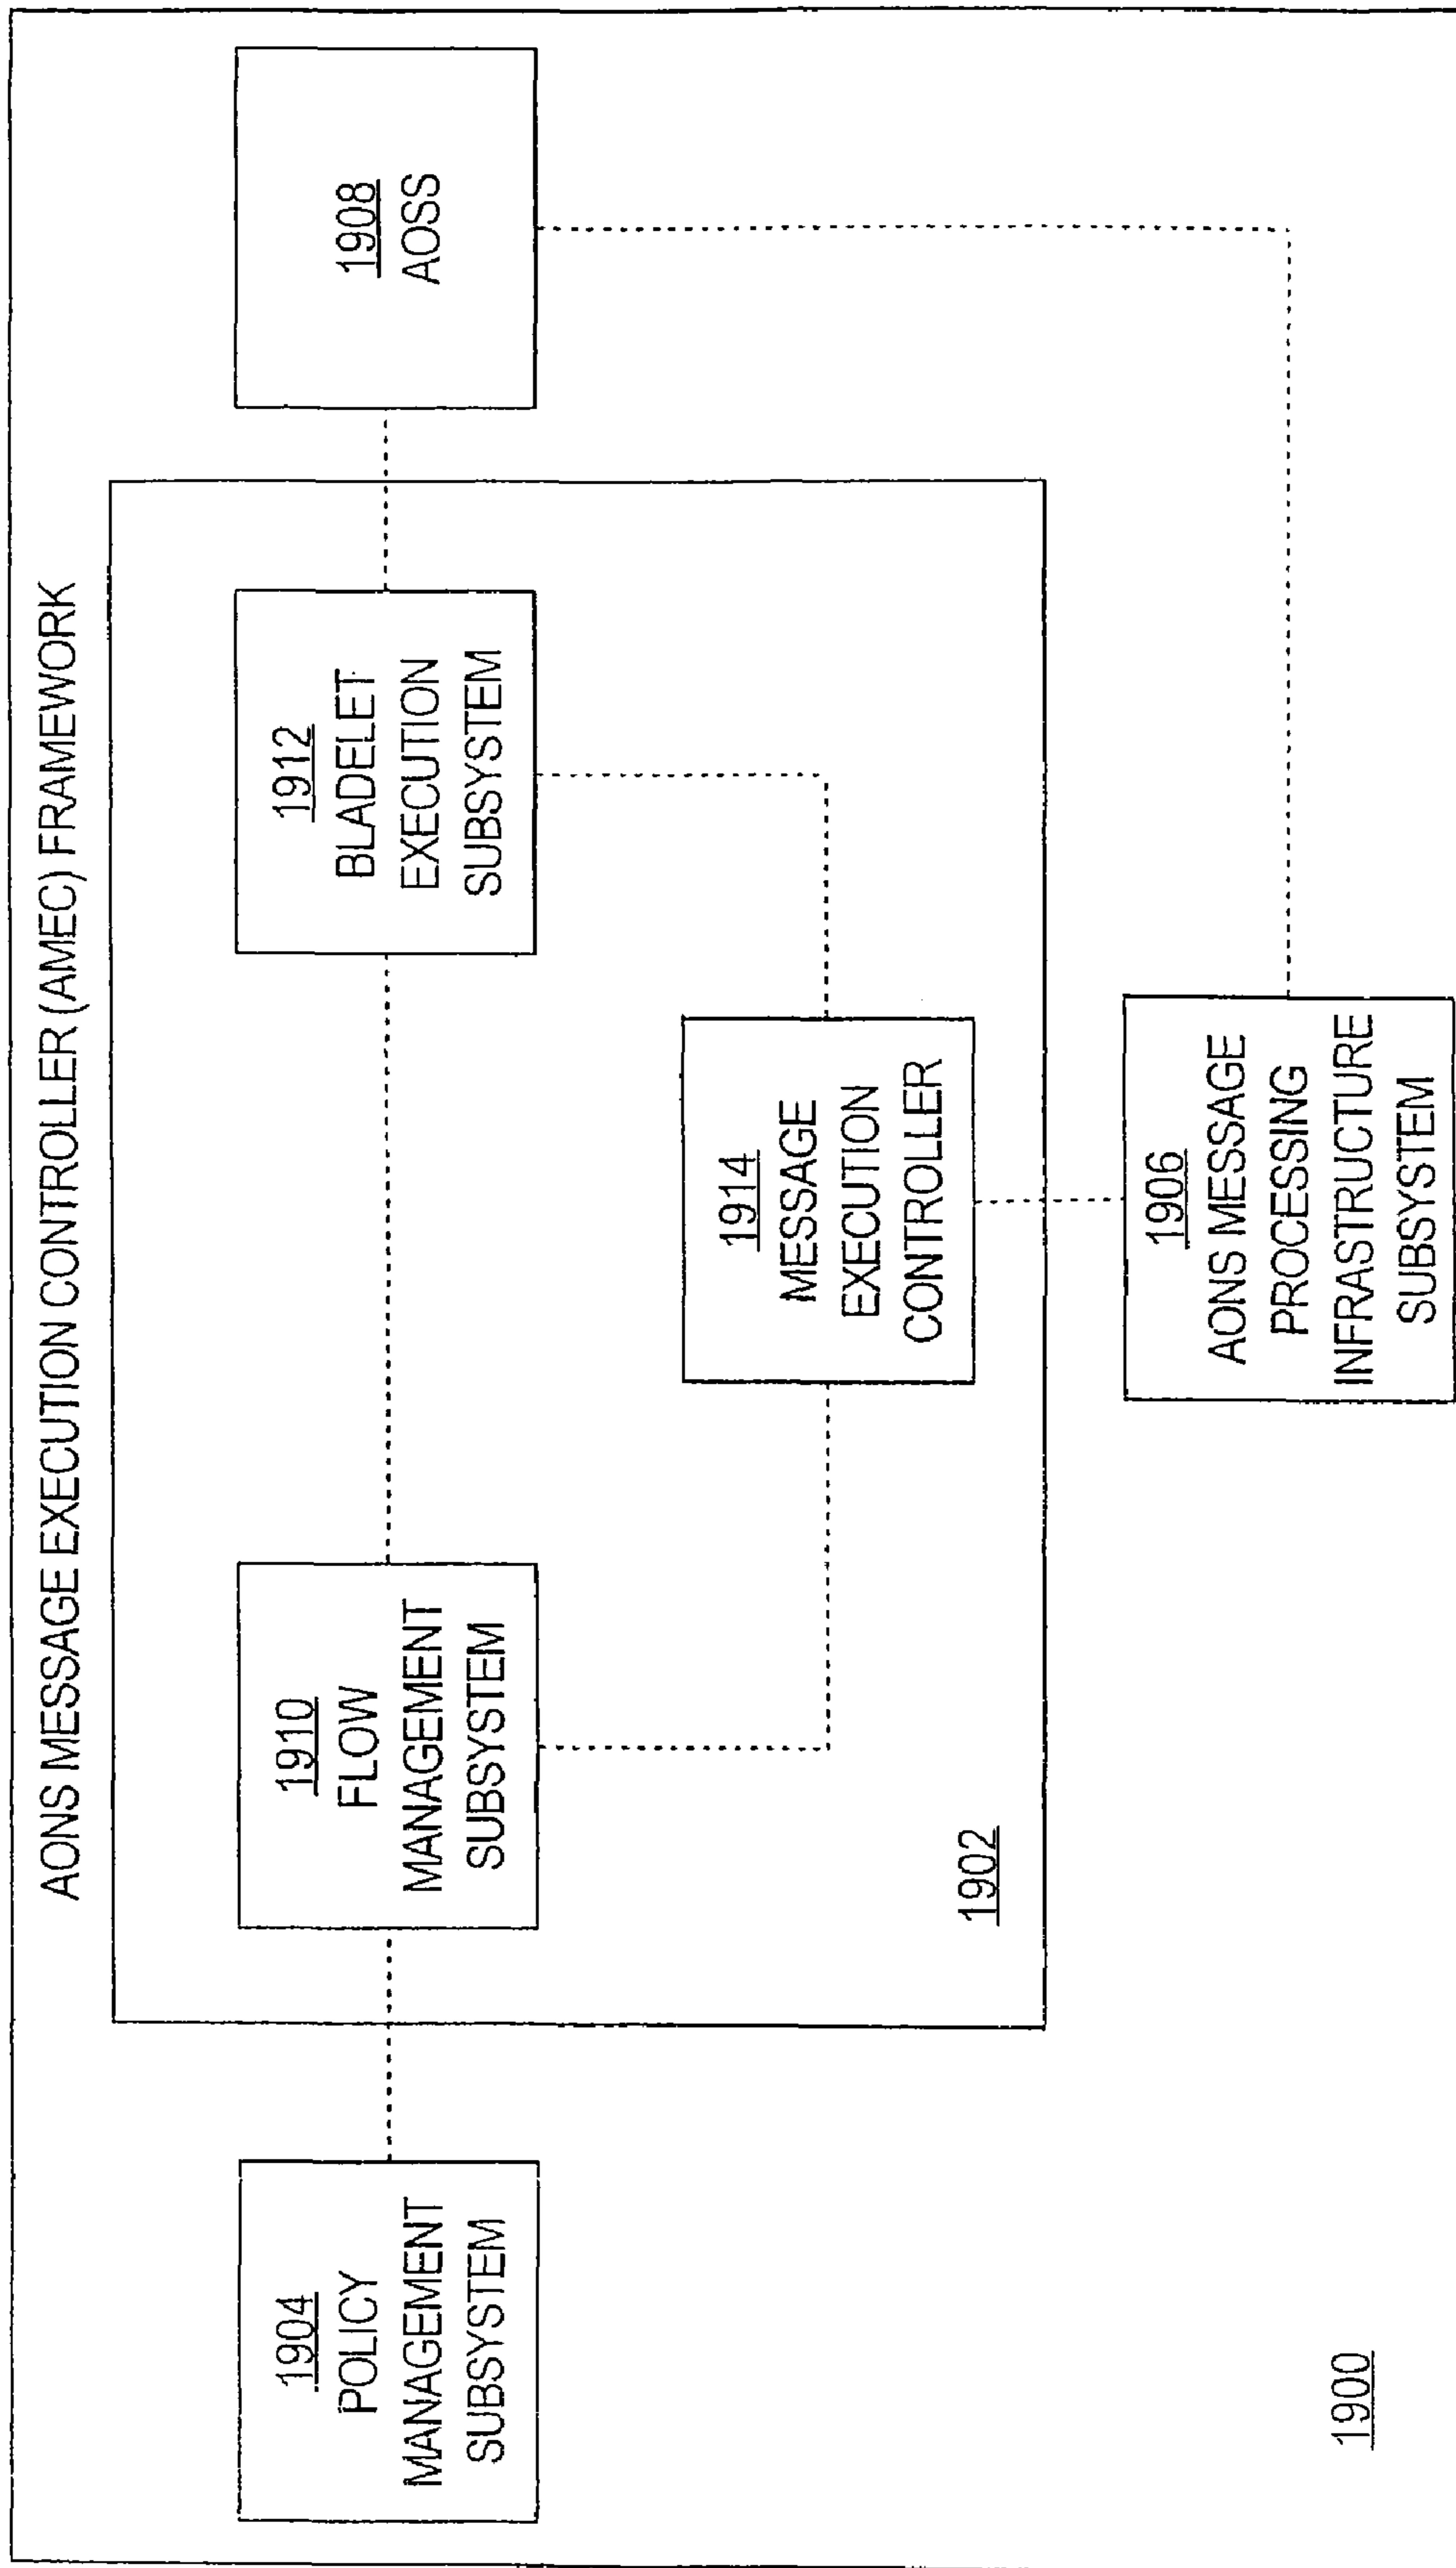 AONS MESSAGE EXECUTION CONTROLLER (AMEC) FRAMEWORK
1904
POLICY
MANAGEMENT
SUBSYSTEM
1910
FLOW
MANAGEMENT
SUBSYSTEM
1912
BLADELET
EXECUTION
SUBSYSTEM
1908
AOSS
1914
MESSAGE
EXECUTION
CONTROLLER
1902
1906
AONS MESSAGE
PROCESSING
INFRASTRUCTURE
SUBSYSTEM
1900